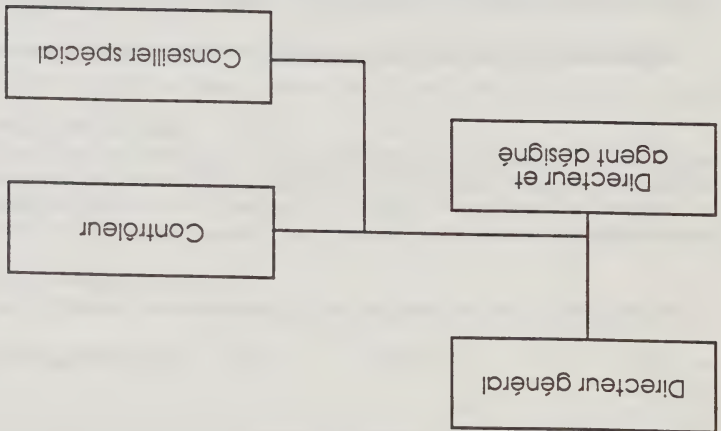 Directeur général
Contrôleur
Directeur et
agent désigné
Conseiller spécial